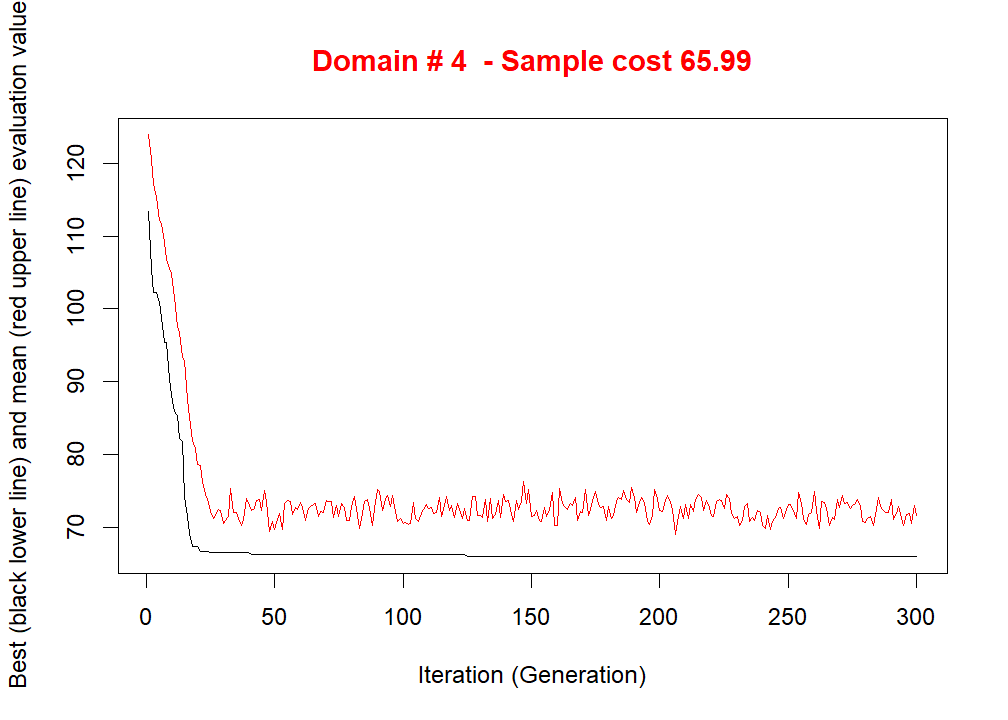 Domain # 4  - Sample cost 65.99
Best (black lower line) and mean (red upper line) evaluation value
120
110
100
90
80
70
0 50 100 150 200 250 300
Iteration (Generation)